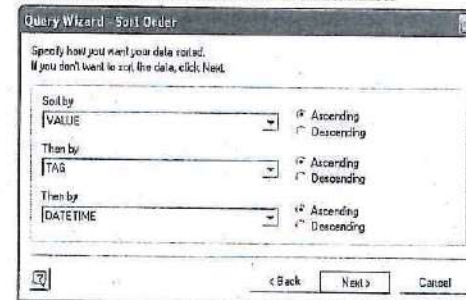 Query Wizard - Sort Order
Specify how you want your data sorted.
If you don't want to sort the data, click Next.
Sort by
VALUE
Ascending
Descending
Then by
TAG
Ascending
Descending
Then by
DATETIME
Ascending
Descending
?
< Back
Next >
Cancel